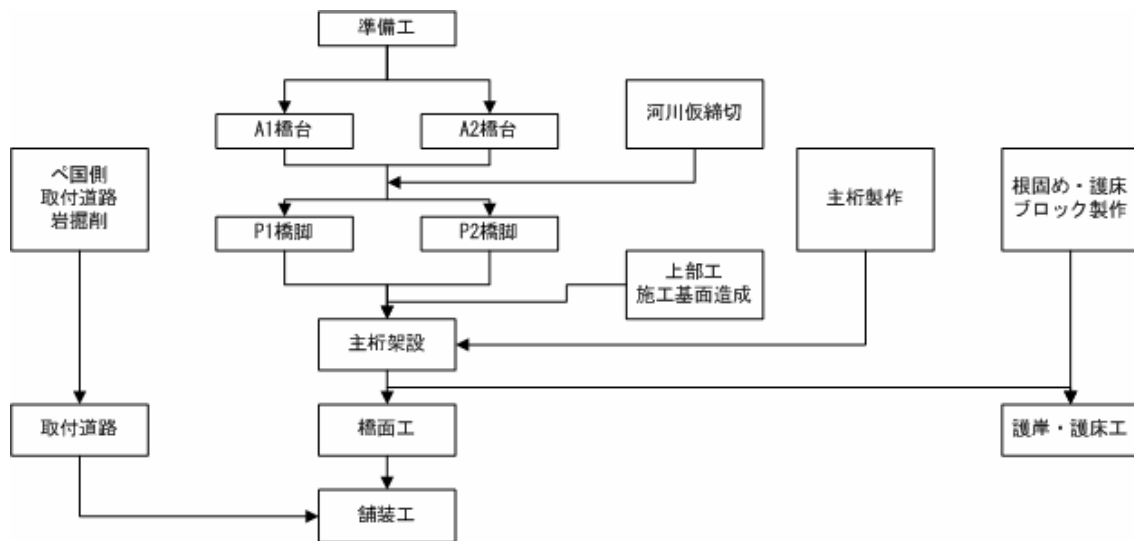 準備工
A1橋台
A2橋台
河川仮締切
ペ国側
取付道路
岩掘削
主桁製作
根固め・護床
ブロック製作
P1橋脚
P2橋脚
上部工
施工基面造成
主桁架設
取付道路
橋面工
護岸・護床工
舗装工